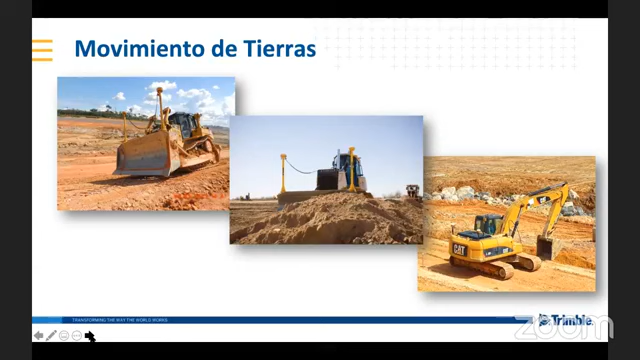 Movimiento de Tierras
CAT
TRANSFORMING THE WAY THE WORLD WORKS
Trimble.
zoom